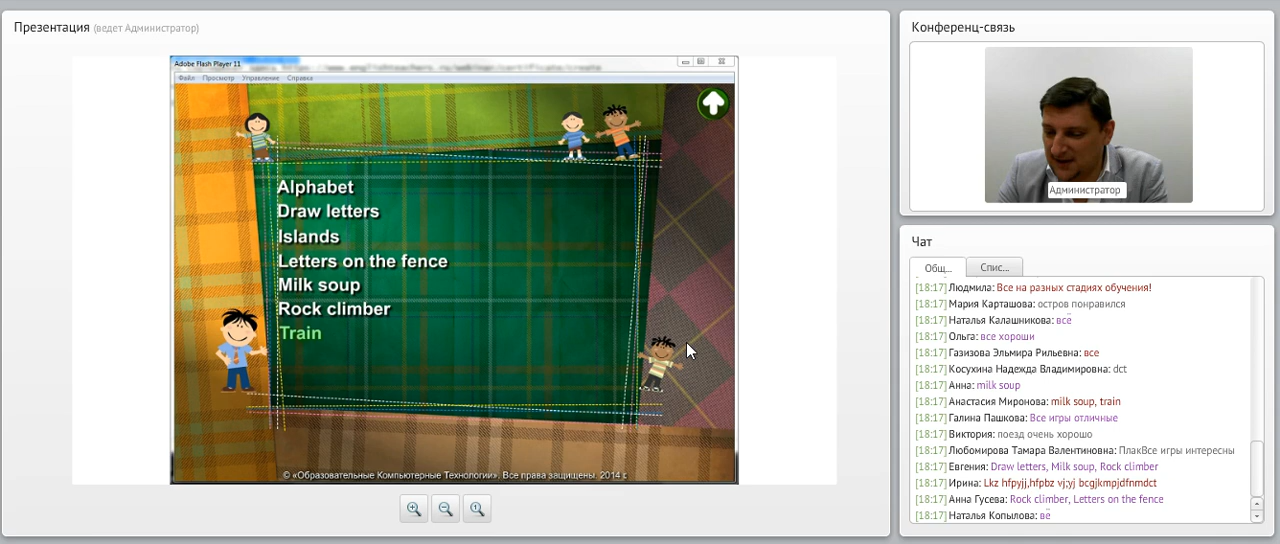 Презентация (ведет Администратор)
Adobe Flash Player 11
Файл Просмотр Управление Справка
Alphabet
Draw letters
Islands
Letters on the fence
Milk soup
Rock climber
Train
© «Образовательные Компьютерные Технологии». Все права защищены. 2014 г.
Конференц-связь
Администратор
Чат
Общ... Спис...
[18:17] Людмила: Все на разных стадиях обучения!
[18:17] Мария Карташова: остров понравился
[18:17] Наталья Калашникова: всё
[18:17] Ольга: все хороши
[18:17] Газизова Эльмира Рильевна: все
[18:17] Косухина Надежда Владимировна: dct
[18:17] Анна: milk soup
[18:17] Анастасия Миронова: milk soup, train
[18:17] Галина Пашкова: Все игры отличные
[18:17] Виктория: поезд очень хорошо
[18:17] Любомирова Тамара Валентиновна: ПлакВсе игры интересны
[18:17] Евгения: Draw letters, Milk soup, Rock climber
[18:17] Ирина: Lkz hfpyjj,hfpbz vj;yj bcgjkmpjdfnmdct
[18:17] Анна Гусева: Rock climber, Letters on the fence
[18:17] Наталья Копылова: вё